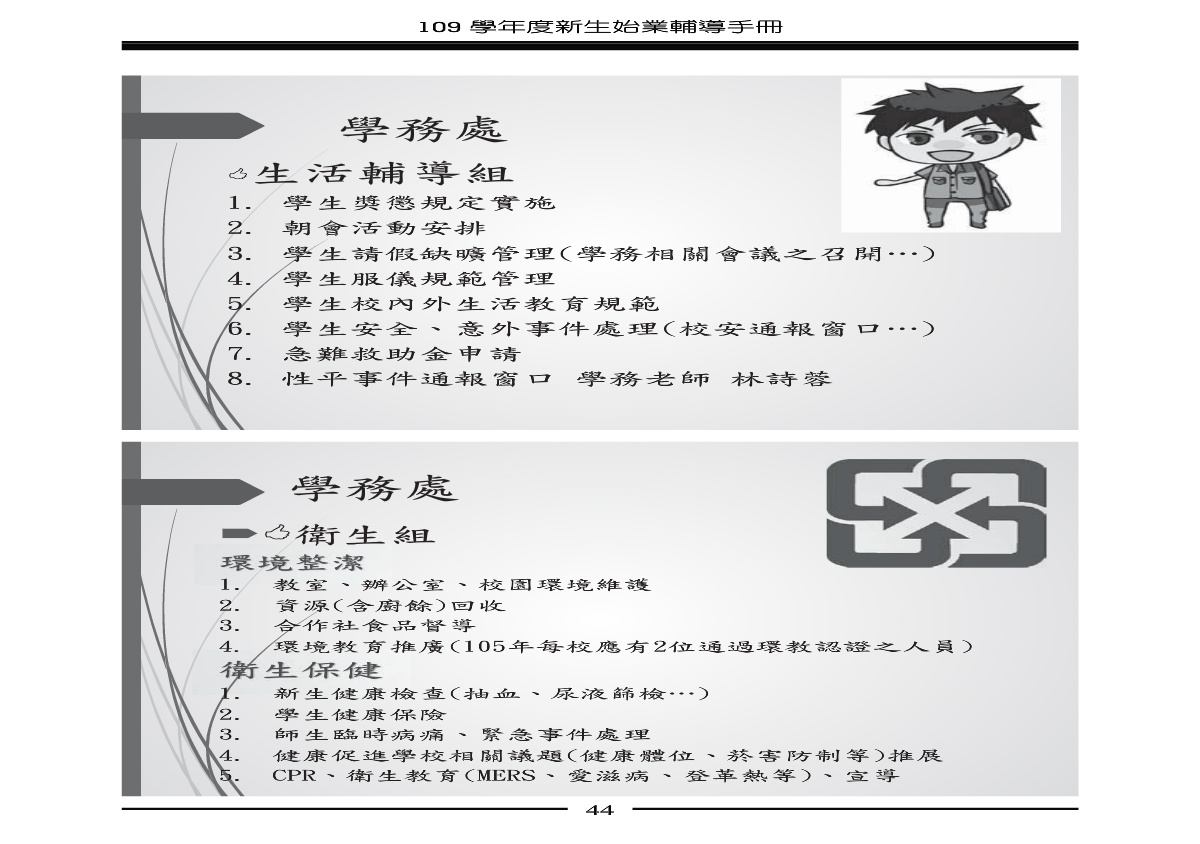 109 學年度新生始業輔導手冊
學務處
生活輔導組
1. 學生獎懲規定實施
2. 朝會活動安排
3. 學生請假缺曠管理(學務相關會議之召開…)
4. 學生服儀規範管理
5. 學生校內外生活教育規範
6. 學生安全、意外事件處理(校安通報窗口…)
7. 急難救助金申請
8. 性平事件通報窗口 學務老師 林詩蓉
學務處
衛生組
環境整潔
1. 教室、辦公室、校園環境維護
2. 資源(含廚餘)回收
3. 合作社食品督導
4. 環境教育推廣(105年每校應有2位通過環教認證之人員)
衛生保健
1. 新生健康檢查(抽血、尿液篩檢…)
2. 學生健康保險
3. 師生臨時病痛、緊急事件處理
4. 健康促進學校相關議題(健康體位、菸害防制等)推展
5. CPR、衛生教育(MERS、愛滋病、登革熱等)、宣導
44